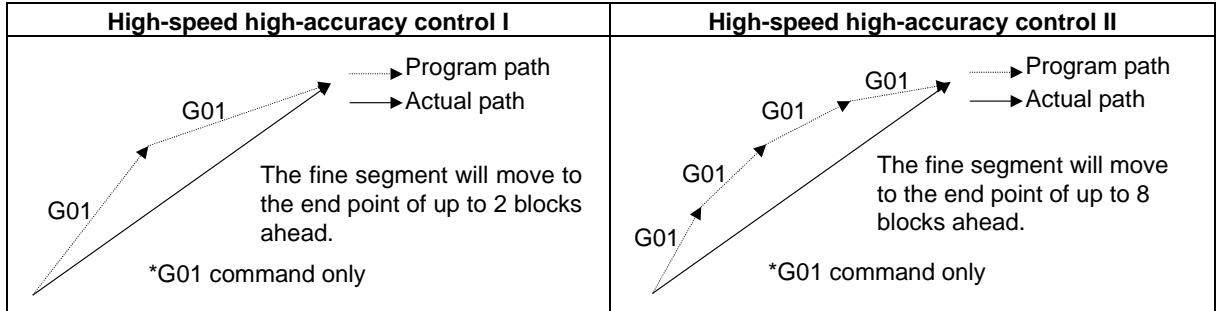 High-speed high-accuracy control I
High-speed high-accuracy control II
Program path
Actual path
G01
G01
The fine segment will move to
the end point of up to 2 blocks
ahead.
*G01 command only
Program path
Actual path
G01
G01
G01
G01
The fine segment will move
to the end point of up to 8
blocks ahead.
*G01 command only